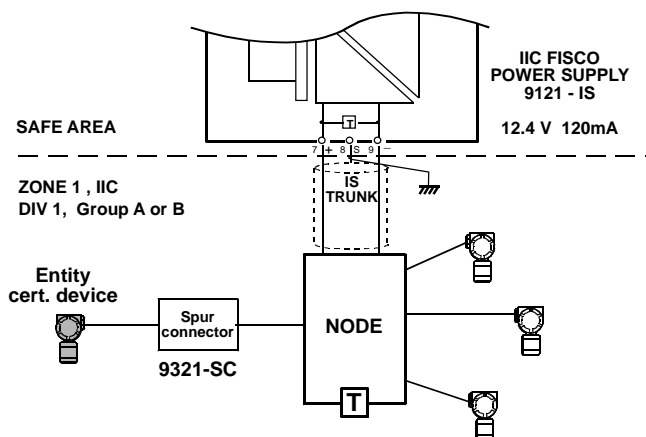 IIC FISCO
POWER SUPPLY
9121 - IS
12.4 V 120mA
T
SAFE AREA
7 + 8 S 9 –
ZONE 1 , IIC
DIV 1, Group A or B
IS
TRUNK
Entity
cert. device
Spur
connector
9321-SC
NODE
T